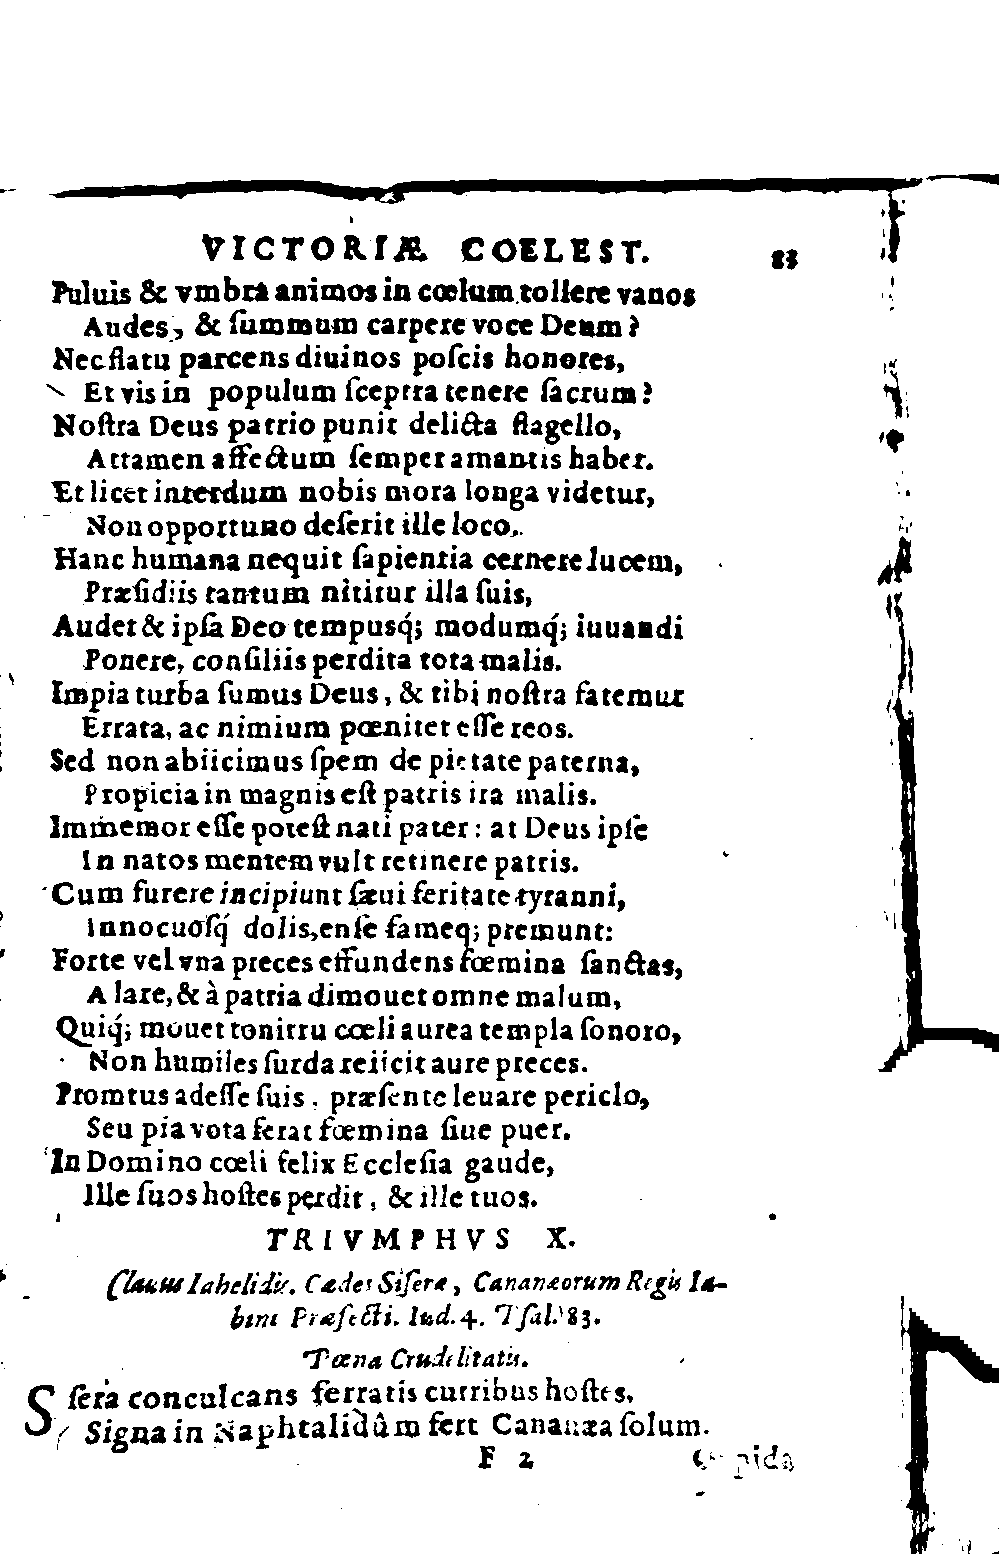 VICTORIÆ COELEST. 83
Puluis & vmbra animos in cœlum tollere vanos
Audes, & ſummum carpere voce Deum?
Nec flatu parcens diuinos poſcis honores,
Et vis in populum ſceptra tenere ſacrum?
Noſtra Deus patrio punit delicta flagello,
Attamen affectum ſemper amantis habet.
Et licet interdum nobis mora longa videtur,
Non opportuno deſerit ille loco.
Hanc humana nequit ſapientia cernere lucem,
Præſidiis tantum nititur illa ſuis,
Audet & ipſa Deo tempusq́; modumq́; iuuandi
Ponere, conſiliis perdita tota malis.
Impia turba ſumus Deus, & tibi noſtra fatemur
Errata, ac nimium pœnitet eſſe reos.
Sed non abiicimus ſpem de pietate paterna,
Propicia in magnis eſt patris ira malis.
Immemor eſſe poteſt nati pater: at Deus ipſe
In natos mentem vult retinere patris.
Cum furere incipiunt ſæui feritate tyranni,
Innocuoſq́ dolis, enſe fameq; premunt:
Forte vel vna preces effundens fœmina ſanctas,
A lare, & à patria dimouet omne malum,
Quiq́; mouet tonitru cœli aurea templa ſonoro,
Non humiles ſurda reiicit aure preces.
Promtus adeſſe ſuis, præſente leuare periclo,
Seu pia vota ferat fœmina ſiue puer.
In Domino cœli felix Eccleſia gaude,
Ille ſuos hoſtes perdit, & ille tuos.
TRIVMPHVS X.
Clauus Iahelidis. Cædes Siſeræ, Cananæorum Regis Ia-
bini Præfecti. Iud. 4. Pſal. 83.
Pœna Crudelitatis.
Sſera conculcans ferratis curribus hoſtes,
Signa in Naphtalidûm fert Cananæa ſolum.
F 2